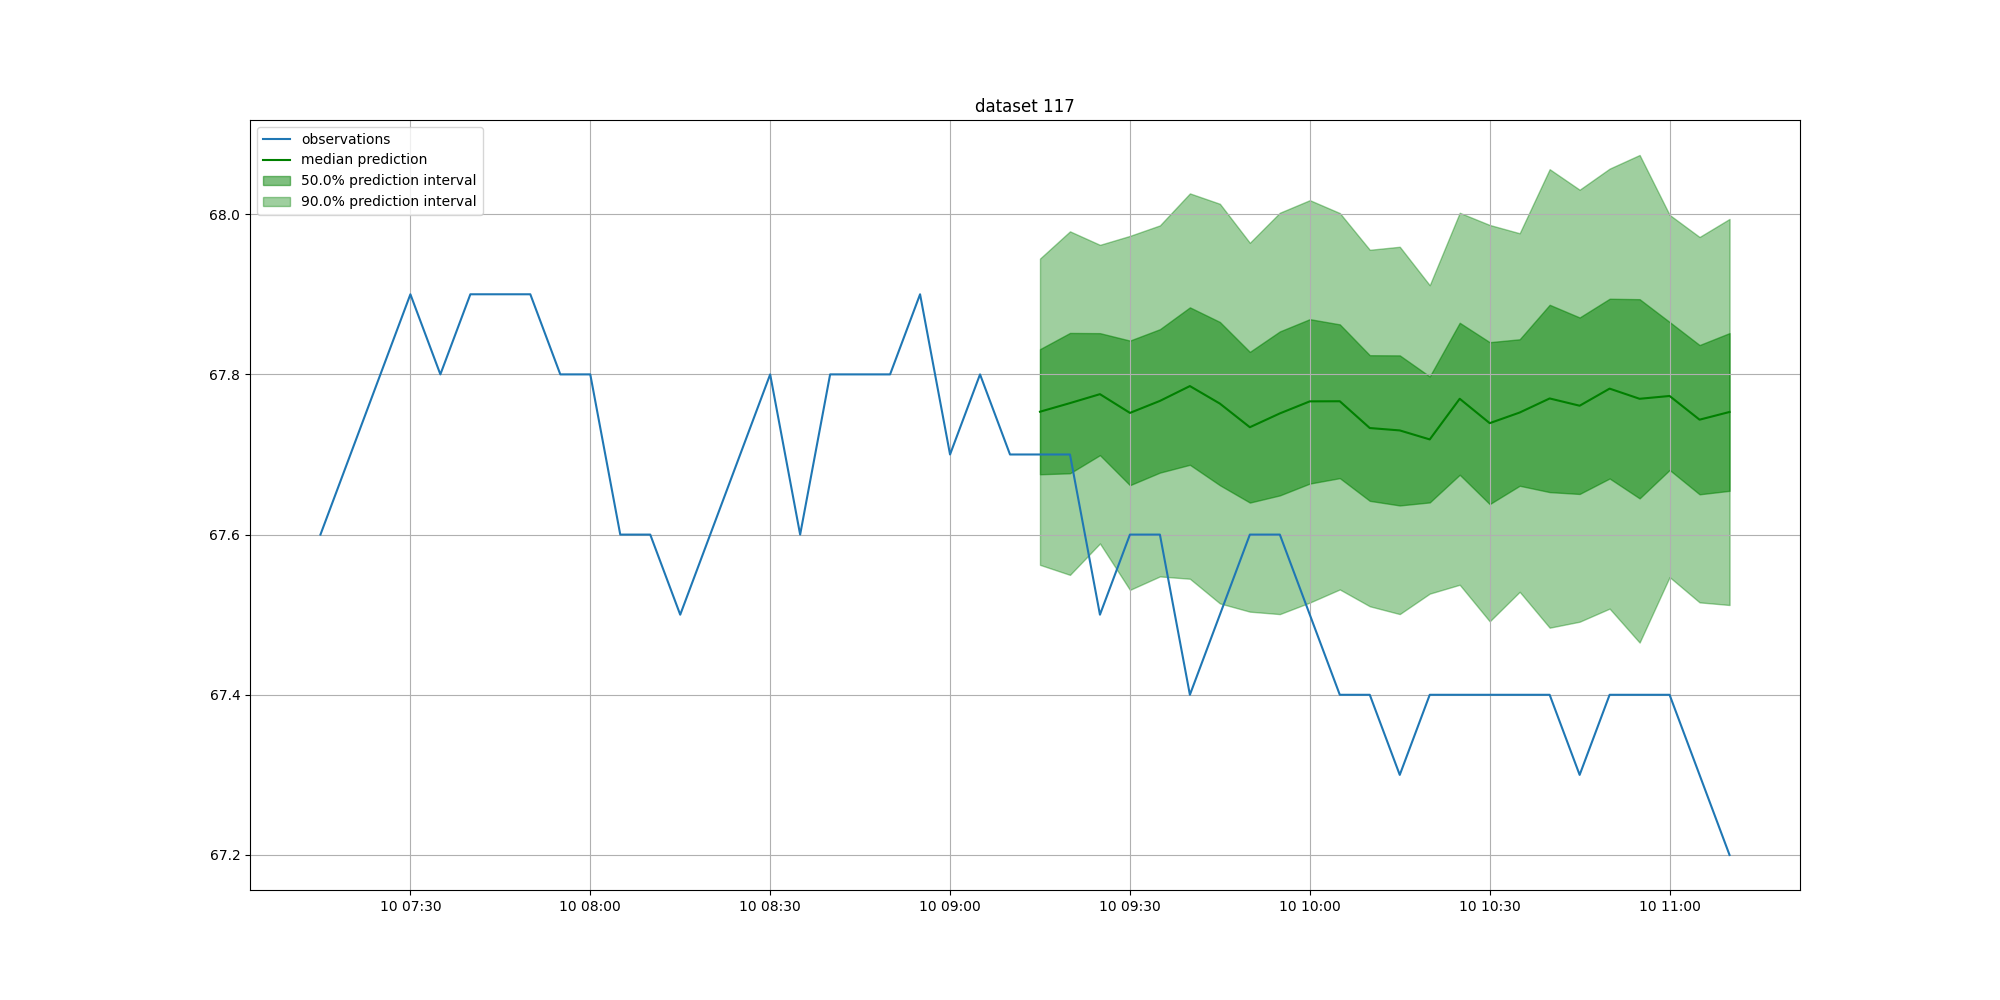 dataset 117
observations
median prediction
50.0% prediction interval
90.0% prediction interval
68.0
67.8
67.6
67.4
67.2
10 07:30 10 08:00 10 08:30 10 09:00 10 09:30 10 10:00 10 10:30 10 11:00